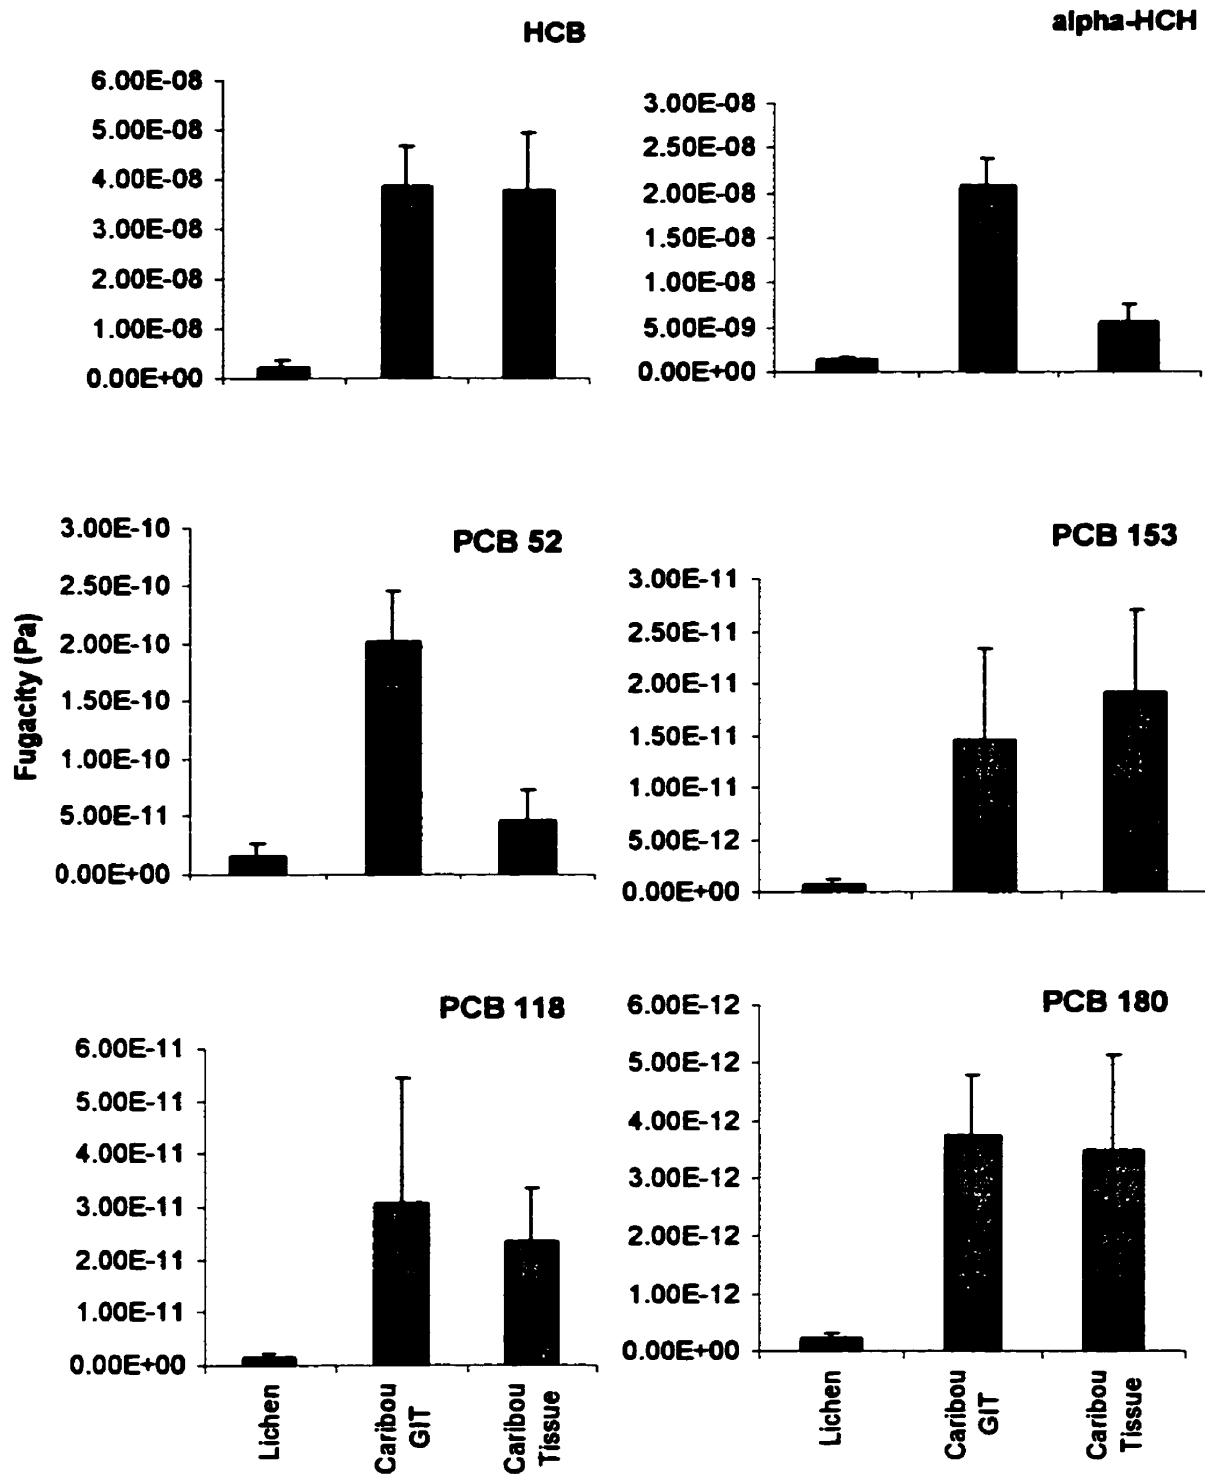 HCB
6.00E-08
5.00E-08
4.00E-08
3.00E-08
2.00E-08
1.00E-08
0.00E+00
alpha-HCH
3.00E-08
2.50E-08
2.00E-08
1.50E-08
1.00E-08
5.00E-09
0.00E+00
Fugacity (Pa)
PCB 52
3.00E-10
2.50E-10
2.00E-10
1.50E-10
1.00E-10
5.00E-11
0.00E+00
PCB 153
3.00E-11
2.50E-11
2.00E-11
1.50E-11
1.00E-11
5.00E-12
0.00E+00
PCB 118
6.00E-11
5.00E-11
4.00E-11
3.00E-11
2.00E-11
1.00E-11
0.00E+00
Lichen
Caribou
GIT
Caribou
Tissue
PCB 180
6.00E-12
5.00E-12
4.00E-12
3.00E-12
2.00E-12
1.00E-12
0.00E+00
Lichen
Caribou
GIT
Caribou
Tissue